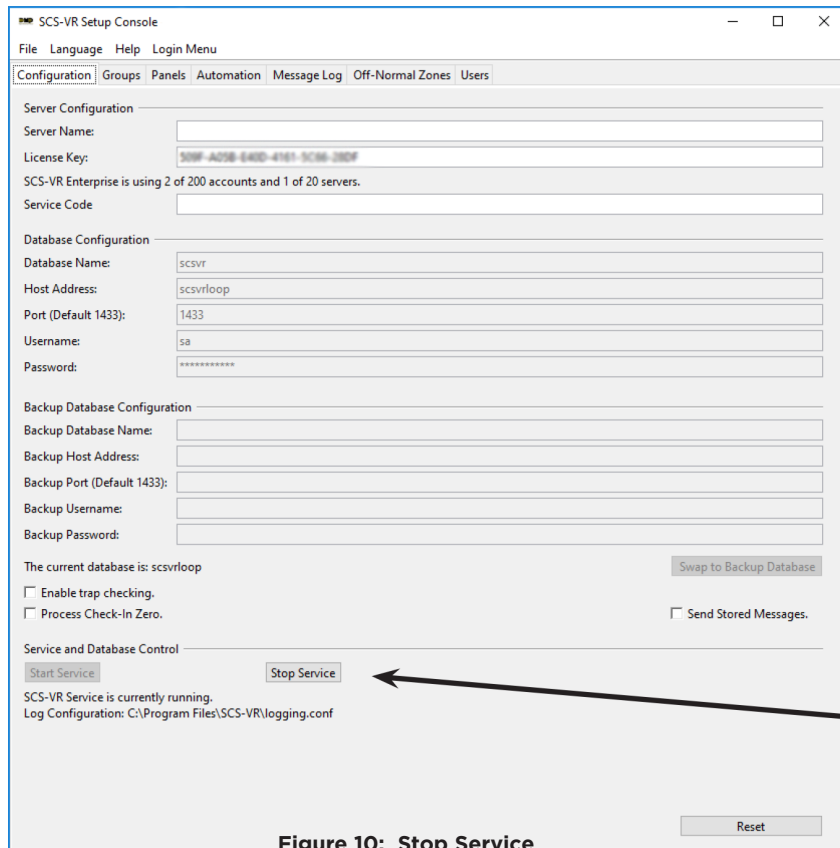 DMP SCS-VR Setup Console
File Language Help Login Menu
Configuration Groups Panels Automation Message Log Off-Normal Zones Users
Server Configuration
Server Name:
License Key:
SCS-VR Enterprise is using 2 of 200 accounts and 1 of 20 servers.
Service Code
Database Configuration
Database Name: scsvr
Host Address: scsvrloop
Port (Default 1433): 1433
Username: sa
Password: ***********
Backup Database Configuration
Backup Database Name:
Backup Host Address:
Backup Port (Default 1433):
Backup Username:
Backup Password:
The current database is: scsvrloop Swap to Backup Database
Enable trap checking.
Process Check-In Zero. Send Stored Messages.
Service and Database Control
Start Service Stop Service
SCS-VR Service is currently running.
Log Configuration: C:\Program Files\SCS-VR\logging.conf
Reset
Figure 10: Stop Service